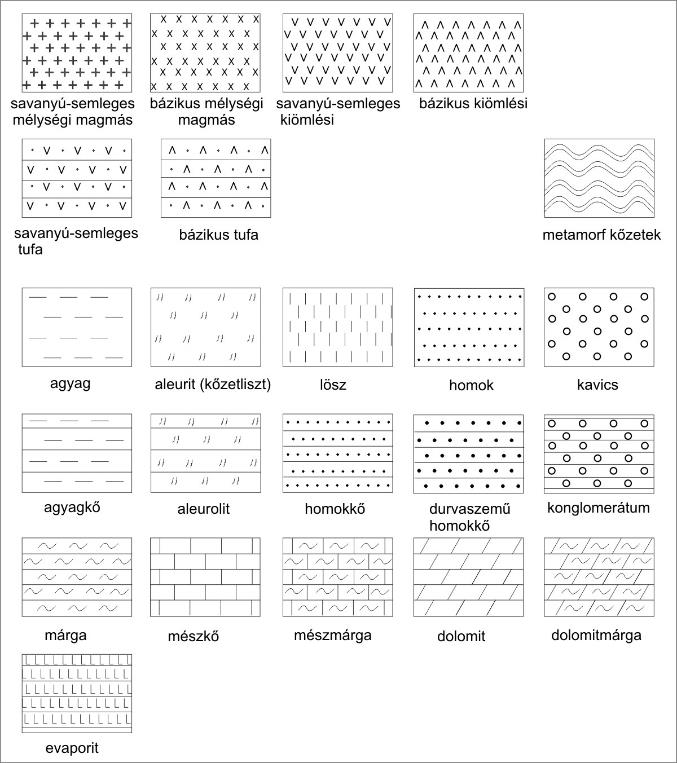 savanyú-semleges
mélységi magmás
bázikus mélységi
magmás
savanyú-semleges
kiömlési
bázikus kiömlési
savanyú-semleges
tufa
bázikus tufa
metamorf kőzetek
agyag
aleurit (kőzetliszt)
lösz
homok
kavics
agyagkő
aleurolit
homokkő
durvaszemű
homokkő
konglomerátum
márga
mészkő
mészmárga
dolomit
dolomitmárga
evaporit